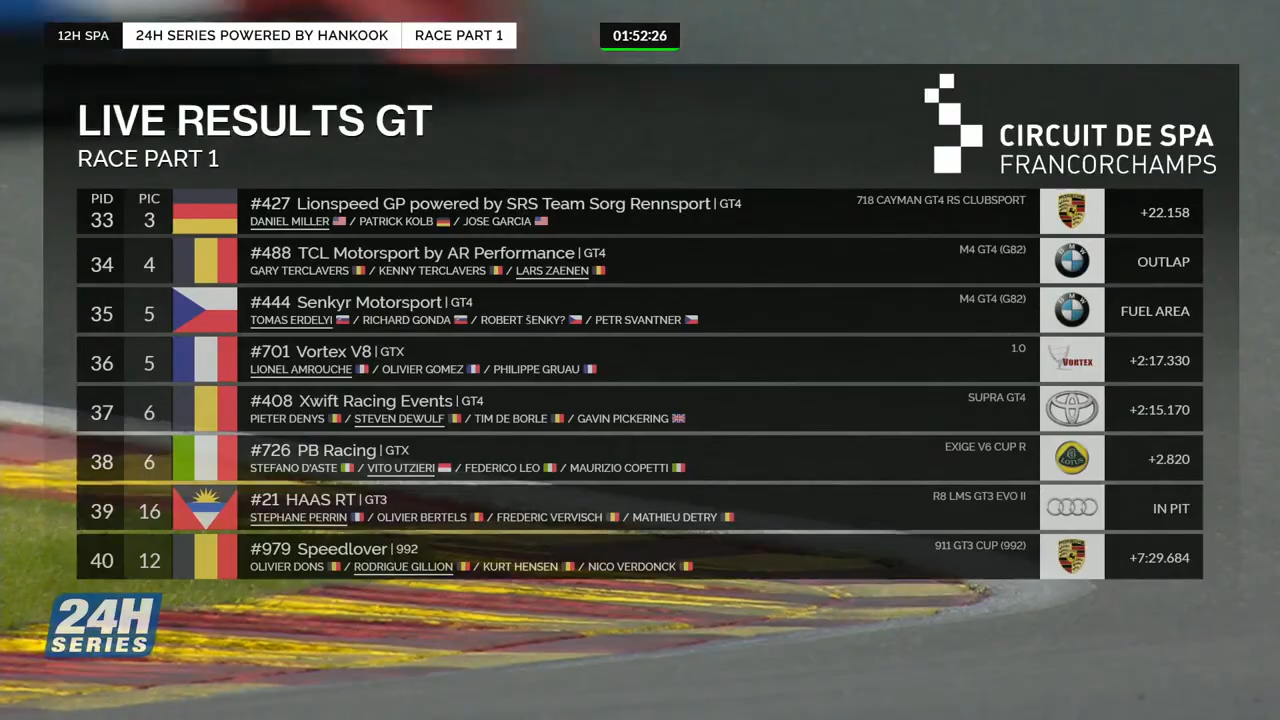 12H SPA 24H SERIES POWERED BY HANKOOK RACE PART 1 01:52:26
LIVE RESULTS GT
RACE PART 1
CIRCUIT DE SPA
FRANCORCHAMPS
PID PIC
33 3 #427 Lionspeed GP powered by SRS Team Sorg Rennsport | GT4 718 CAYMAN GT4 RS CLUBSPORT +22.158
DANIEL MILLER / PATRICK KOLB / JOSE GARCIA
34 4 #488 TCL Motorsport by AR Performance | GT4 M4 GT4 (G82) OUTLAP
GARY TERCLAVERS / KENNY TERCLAVERS / LARS ZAENEN
35 5 #444 Senkyr Motorsport | GT4 M4 GT4 (G82) FUEL AREA
TOMAS ERDELYI / RICHARD GONDA / ROBERT ŠENKY? / PETR SVANTNER
36 5 #701 Vortex V8 | GTX 1.0 VORTEX +2:17.330
LIONEL AMROUCHE / OLIVIER GOMEZ / PHILIPPE GRUAU
37 6 #408 Xwift Racing Events | GT4 SUPRA GT4 +2:15.170
PIETER DENYS / STEVEN DEWULF / TIM DE BORLE / GAVIN PICKERING
38 6 #726 PB Racing | GTX EXIGE V6 CUP R LOTUS +2.820
STEFANO D'ASTE / VITO UTZIERI / FEDERICO LEO / MAURIZIO COPETTI
39 16 #21 HAAS RT | GT3 R8 LMS GT3 EVO II IN PIT
STEPHANE PERRIN / OLIVIER BERTELS / FREDERIC VERVISCH / MATHIEU DETRY
40 12 #979 Speedlover | 992 911 GT3 CUP (992) +7:29.684
OLIVIER DONS / RODRIGUE GILLION / KURT HENSEN / NICO VERDONCK
24H
SERIES